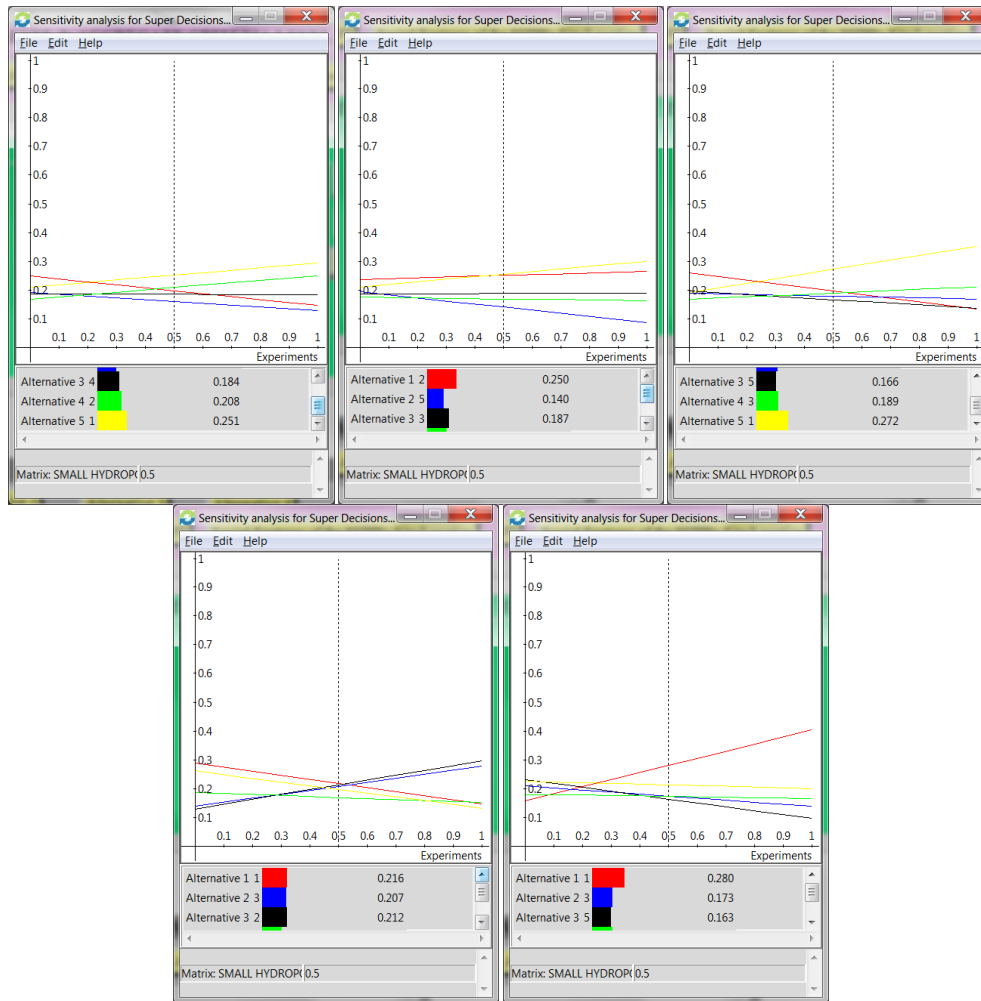 Sensitivity analysis for Super Decisions...
File Edit Help
1
0.9
0.8
0.7
0.6
0.5
0.4
0.3
0.2
0.1
0.1 0.2 0.3 0.4 0.5 0.6 0.7 0.8 0.9 1
Experiments
Alternative 3 4 0.184
Alternative 4 2 0.208
Alternative 5 1 0.251
Matrix: SMALL HYDROP( 0.5
Sensitivity analysis for Super Decisions...
File Edit Help
1
0.9
0.8
0.7
0.6
0.5
0.4
0.3
0.2
0.1
0.1 0.2 0.3 0.4 0.5 0.6 0.7 0.8 0.9 1
Experiments
Alternative 1 2 0.250
Alternative 2 5 0.140
Alternative 3 3 0.187
Matrix: SMALL HYDROP( 0.5
Sensitivity analysis for Super Decisions...
File Edit Help
1
0.9
0.8
0.7
0.6
0.5
0.4
0.3
0.2
0.1
0.1 0.2 0.3 0.4 0.5 0.6 0.7 0.8 0.9 1
Experiments
Alternative 3 5 0.166
Alternative 4 3 0.189
Alternative 5 1 0.272
Matrix: SMALL HYDROP( 0.5
Sensitivity analysis for Super Decisions...
File Edit Help
1
0.9
0.8
0.7
0.6
0.5
0.4
0.3
0.2
0.1
0.1 0.2 0.3 0.4 0.5 0.6 0.7 0.8 0.9 1
Experiments
Alternative 1 1 0.216
Alternative 2 3 0.207
Alternative 3 2 0.212
Matrix: SMALL HYDROP( 0.5
Sensitivity analysis for Super Decisions...
File Edit Help
1
0.9
0.8
0.7
0.6
0.5
0.4
0.3
0.2
0.1
0.1 0.2 0.3 0.4 0.5 0.6 0.7 0.8 0.9 1
Experiments
Alternative 1 1 0.280
Alternative 2 3 0.173
Alternative 3 5 0.163
Matrix: SMALL HYDROP( 0.5